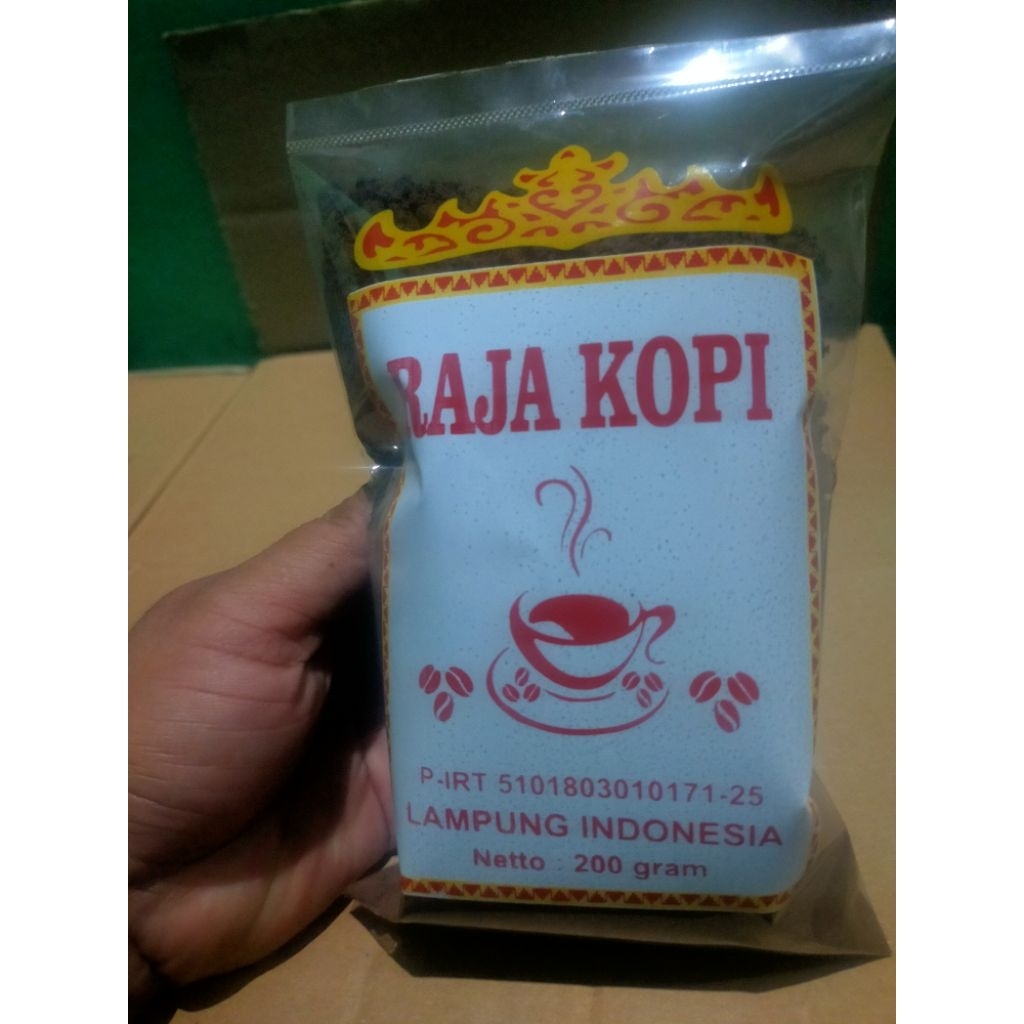 RAJA KOPI
P-IRT 5101803010171-25
LAMPUNG INDONESIA
Netto : 200 gram